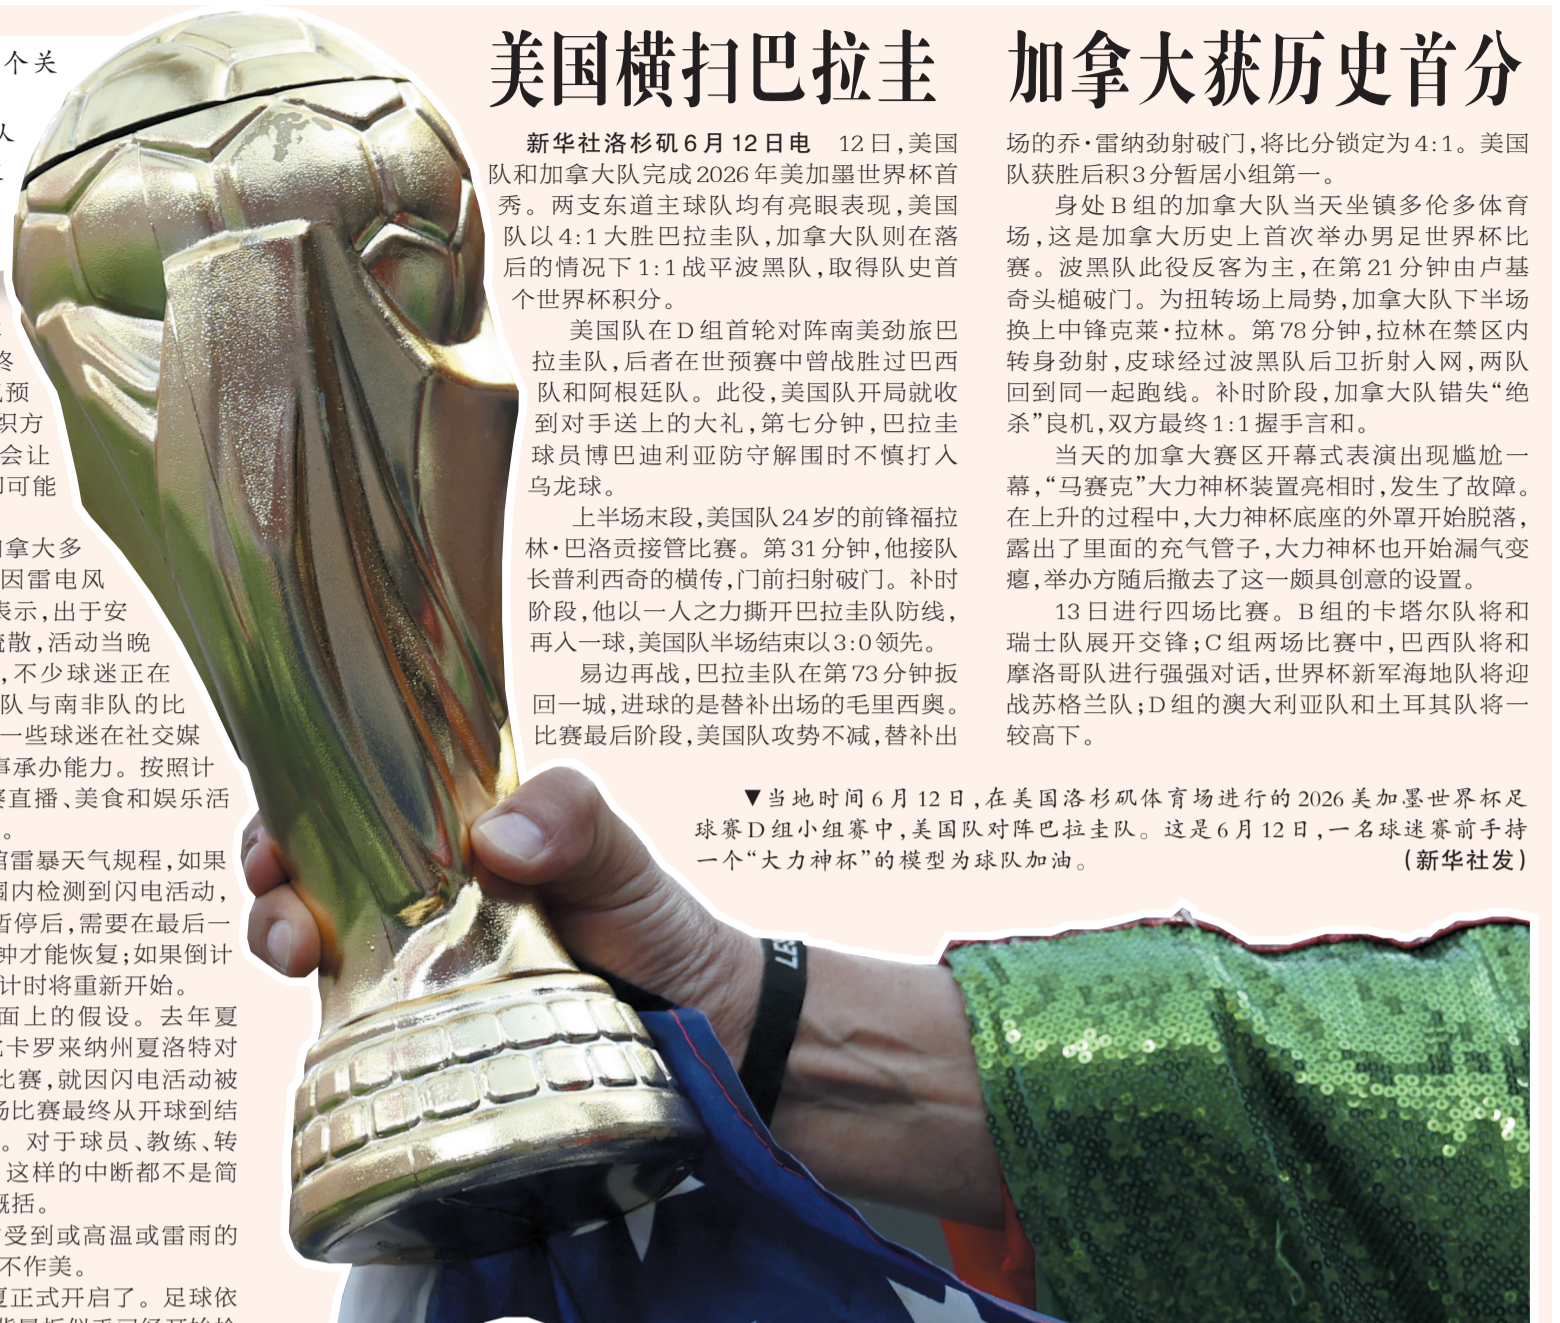 个关
人
终
预
织方
会让
可能
加拿大多
因雷电风
表示,出于安
疏散,活动当晚
,不少球迷正在
队与南非队的比
一些球迷在社交媒
事承办能力。按照计
赛直播、美食和娱乐活
。
馆雷暴天气规程,如果
围内检测到闪电活动,
暂停后,需要在最后一
钟才能恢复;如果倒计
计时将重新开始。
面上的假设。去年夏
卡罗来纳州夏洛特对
比赛,就因闪电活动被
场比赛最终从开球到结
。对于球员、教练、转
这样的中断都不是简
概括。
受到或高温或雷雨的
不作美。
夏正式开启了。足球依
美国横扫巴拉圭 加拿大获历史首分
新华社洛杉矶6月12日电 12日,美国
队和加拿大队完成2026年美加墨世界杯首
秀。两支东道主球队均有亮眼表现,美国
队以4:1大胜巴拉圭队,加拿大队则在落
后的情况下1:1战平波黑队,取得队史首
个世界杯积分。
美国队在D组首轮对阵南美劲旅巴
拉圭队,后者在世预赛中曾战胜过巴西
队和阿根廷队。此役,美国队开局就收
到对手送上的大礼,第七分钟,巴拉圭
球员博巴迪利亚防守解围时不慎打入
乌龙球。
上半场末段,美国队24岁的前锋福拉
林·巴洛贡接管比赛。第31分钟,他接队
长普利西奇的横传,门前扫射破门。补时
阶段,他以一人之力撕开巴拉圭队防线,
再入一球,美国队半场结束以3:0领先。
易边再战,巴拉圭队在第73分钟扳
回一城,进球的是替补出场的毛里西奥。
比赛最后阶段,美国队攻势不减,替补出
场的乔·雷纳劲射破门,将比分锁定为4:1。美国
队获胜后积3分暂居小组第一。
身处B组的加拿大队当天坐镇多伦多体育
场,这是加拿大历史上首次举办男足世界杯比
赛。波黑队此役反客为主,在第21分钟由卢基
奇头槌破门。为扭转场上局势,加拿大队下半场
换上中锋克莱·拉林。第78分钟,拉林在禁区内
转身劲射,皮球经过波黑队后卫折射入网,两队
回到同一起跑线。补时阶段,加拿大队错失“绝
杀”良机,双方最终1:1握手言和。
当天的加拿大赛区开幕式表演出现尴尬一
幕,“马赛克”大力神杯装置亮相时,发生了故障。
在上升的过程中,大力神杯底座的外罩开始脱落,
露出了里面的充气管子,大力神杯也开始漏气变
瘪,举办方随后撤去了这一颇具创意的设置。
13日进行四场比赛。B组的卡塔尔队将和
瑞士队展开交锋;C组两场比赛中,巴西队将和
摩洛哥队进行强强对话,世界杯新军海地队将迎
战苏格兰队;D组的澳大利亚队和土耳其队将一
较高下。
▼当地时间6月12日,在美国洛杉矶体育场进行的2026美加墨世界杯足
球赛D组小组赛中,美国队对阵巴拉圭队。这是6月12日,一名球迷赛前手持
一个“大力神杯”的模型为球队加油。 (新华社发)